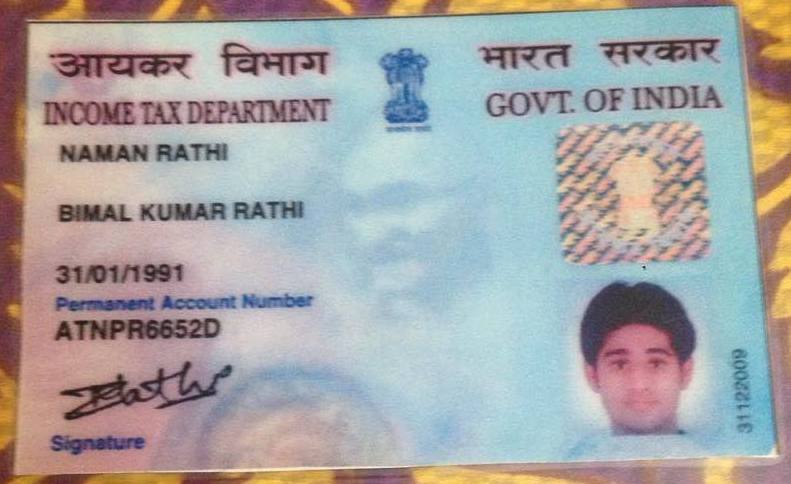 आयकर विभाग
भारत सरकार
INCOME TAX DEPARTMENT
GOVT. OF INDIA
NAMAN RATHI
BIMAL KUMAR RATHI
31/01/1991
Permanent Account Number
ATNPR6652D
Signature
31122009